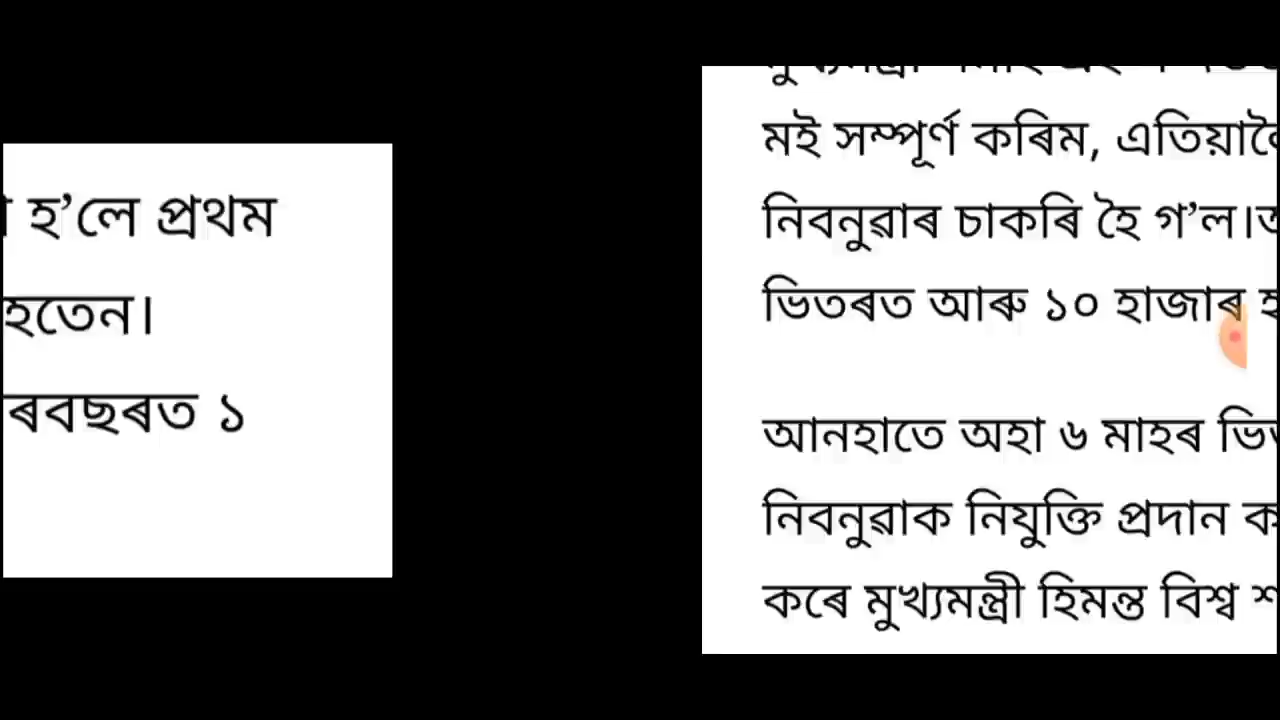 হ’লে প্ৰথম
হতেন।
ৰবছৰত ১
মই সম্পূৰ্ণ কৰিম, এতিয়ালৈ
নিবনুৱাৰ চাকৰি হৈ গ’ল।
ভিতৰত আৰু ১০ হাজাৰ
আনহাতে অহা ৬ মাহৰ
নিবনুৱাক নিযুক্তি প্ৰদান
কৰে মুখ্যমন্ত্ৰী হিমন্ত বিশ্ব